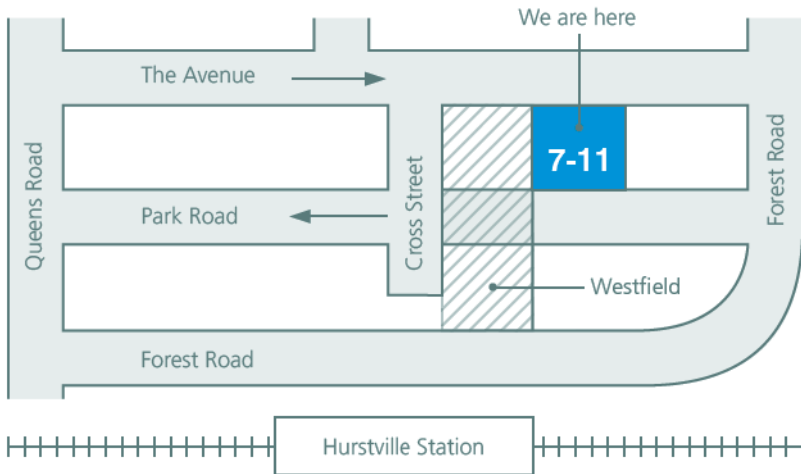 We are here
The Avenue
7-11
Queens Road
Cross Street
Forest Road
Park Road
Westfield
Forest Road
Hurstville Station